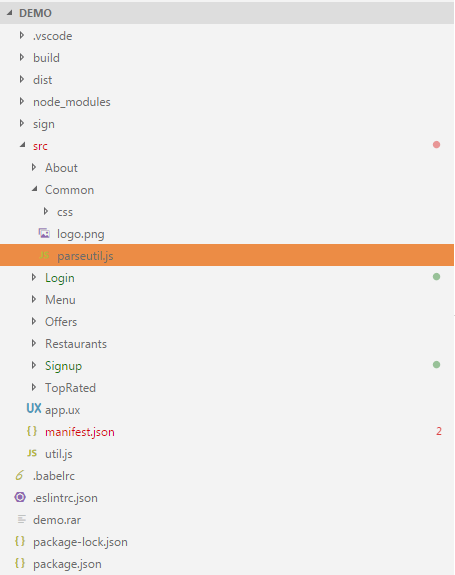 DEMO
.vscode
build
dist
node_modules
sign
src
About
Common
css
logo.png
JS parseutil.js
Login
Menu
Offers
Restaurants
Signup
TopRated
UX app.ux
{} manifest.json 2
JS util.js
.babelrc
.eslintrc.json
demo.rar
{} package-lock.json
{} package.json